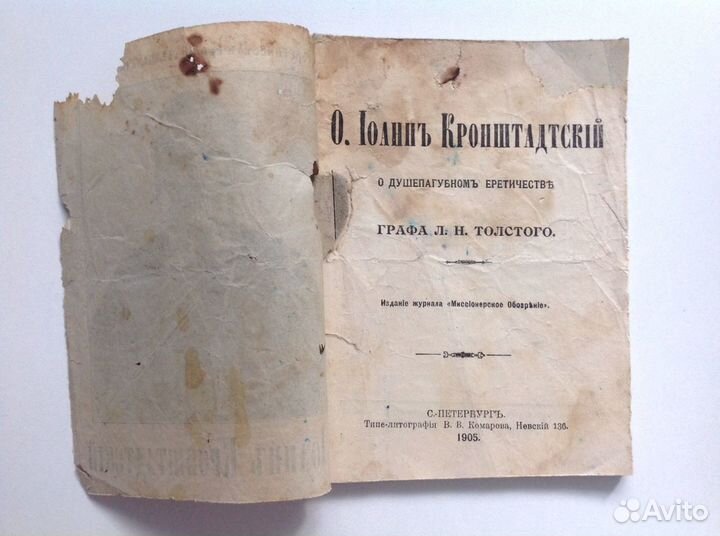 О. Іоаннъ Кронштадтскій
О ДУШЕПАГУБНОМЪ ЕРЕТИЧЕСТВѢ
ГРАФА Л. Н. ТОЛСТОГО.
Изданіе журнала «Миссіонерское Обозрѣніе».
С.-ПЕТЕРБУРГЪ.
Типо-литографія В. В. Комарова, Невскій 136.
1905.
Avito